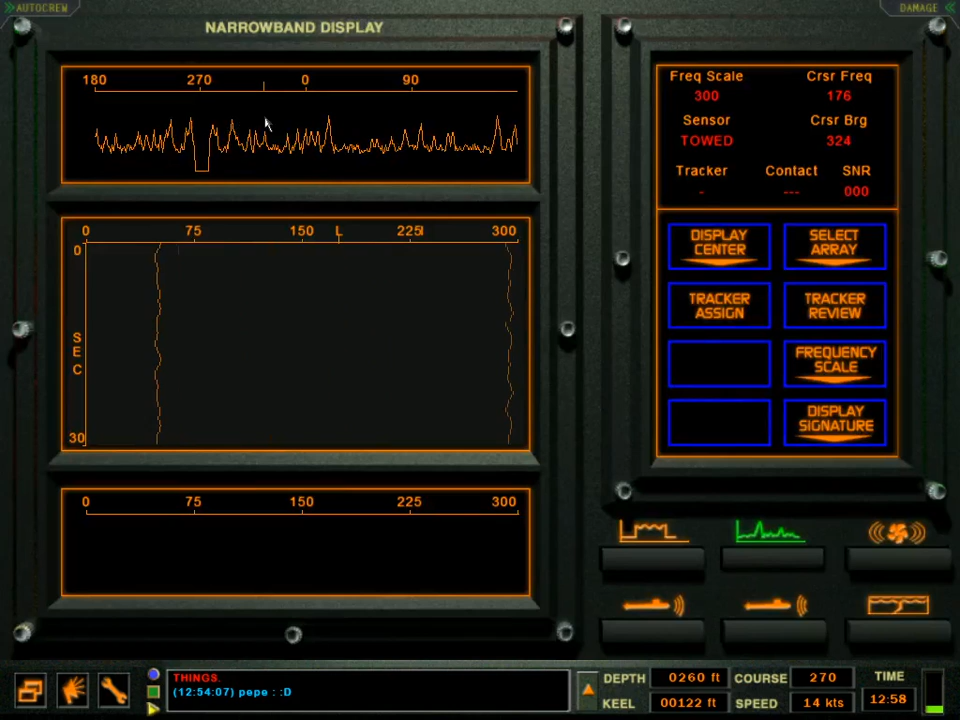 AUTOCREW
DAMAGE
NARROWBAND DISPLAY
180 270 0 90
Freq Scale Crsr Freq
300 176
Sensor Crsr Brg
TOWED 324
Tracker Contact SNR
- --- 000
0 75 150 L 225 300
0
SEC
30
DISPLAY CENTER
SELECT ARRAY
TRACKER ASSIGN
TRACKER REVIEW
FREQUENCY SCALE
DISPLAY SIGNATURE
0 75 150 225 300
THINGS.
(12:54:07) pepe : :D
DEPTH 0260 ft COURSE 270 TIME
KEEL 00122 ft SPEED 14 kts 12:58